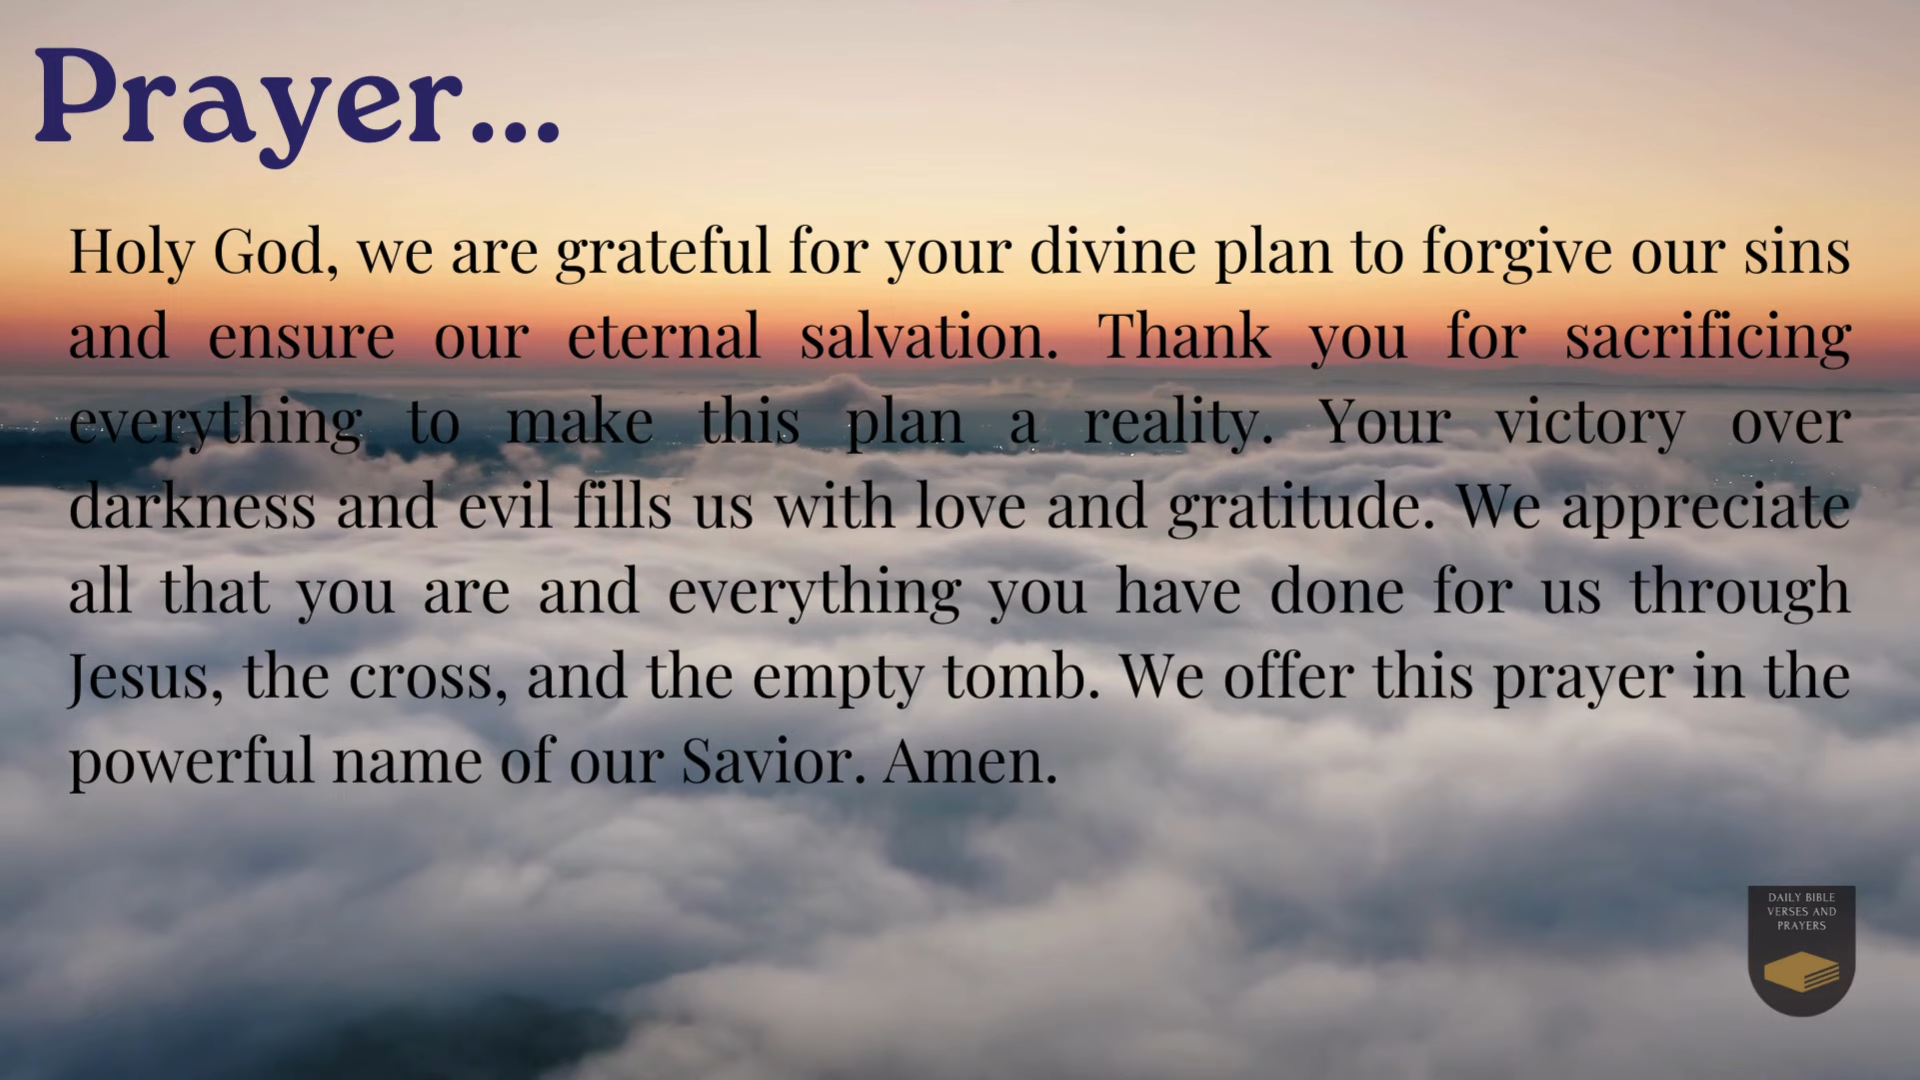 Prayer...
Holy God, we are grateful for your divine plan to forgive our sins
and ensure our eternal salvation. Thank you for sacrificing
everything to make this plan a reality. Your victory over
darkness and evil fills us with love and gratitude. We appreciate
all that you are and everything you have done for us through
Jesus, the cross, and the empty tomb. We offer this prayer in the
powerful name of our Savior. Amen.
DAILY BIBLE
VERSES AND
PRAYERS